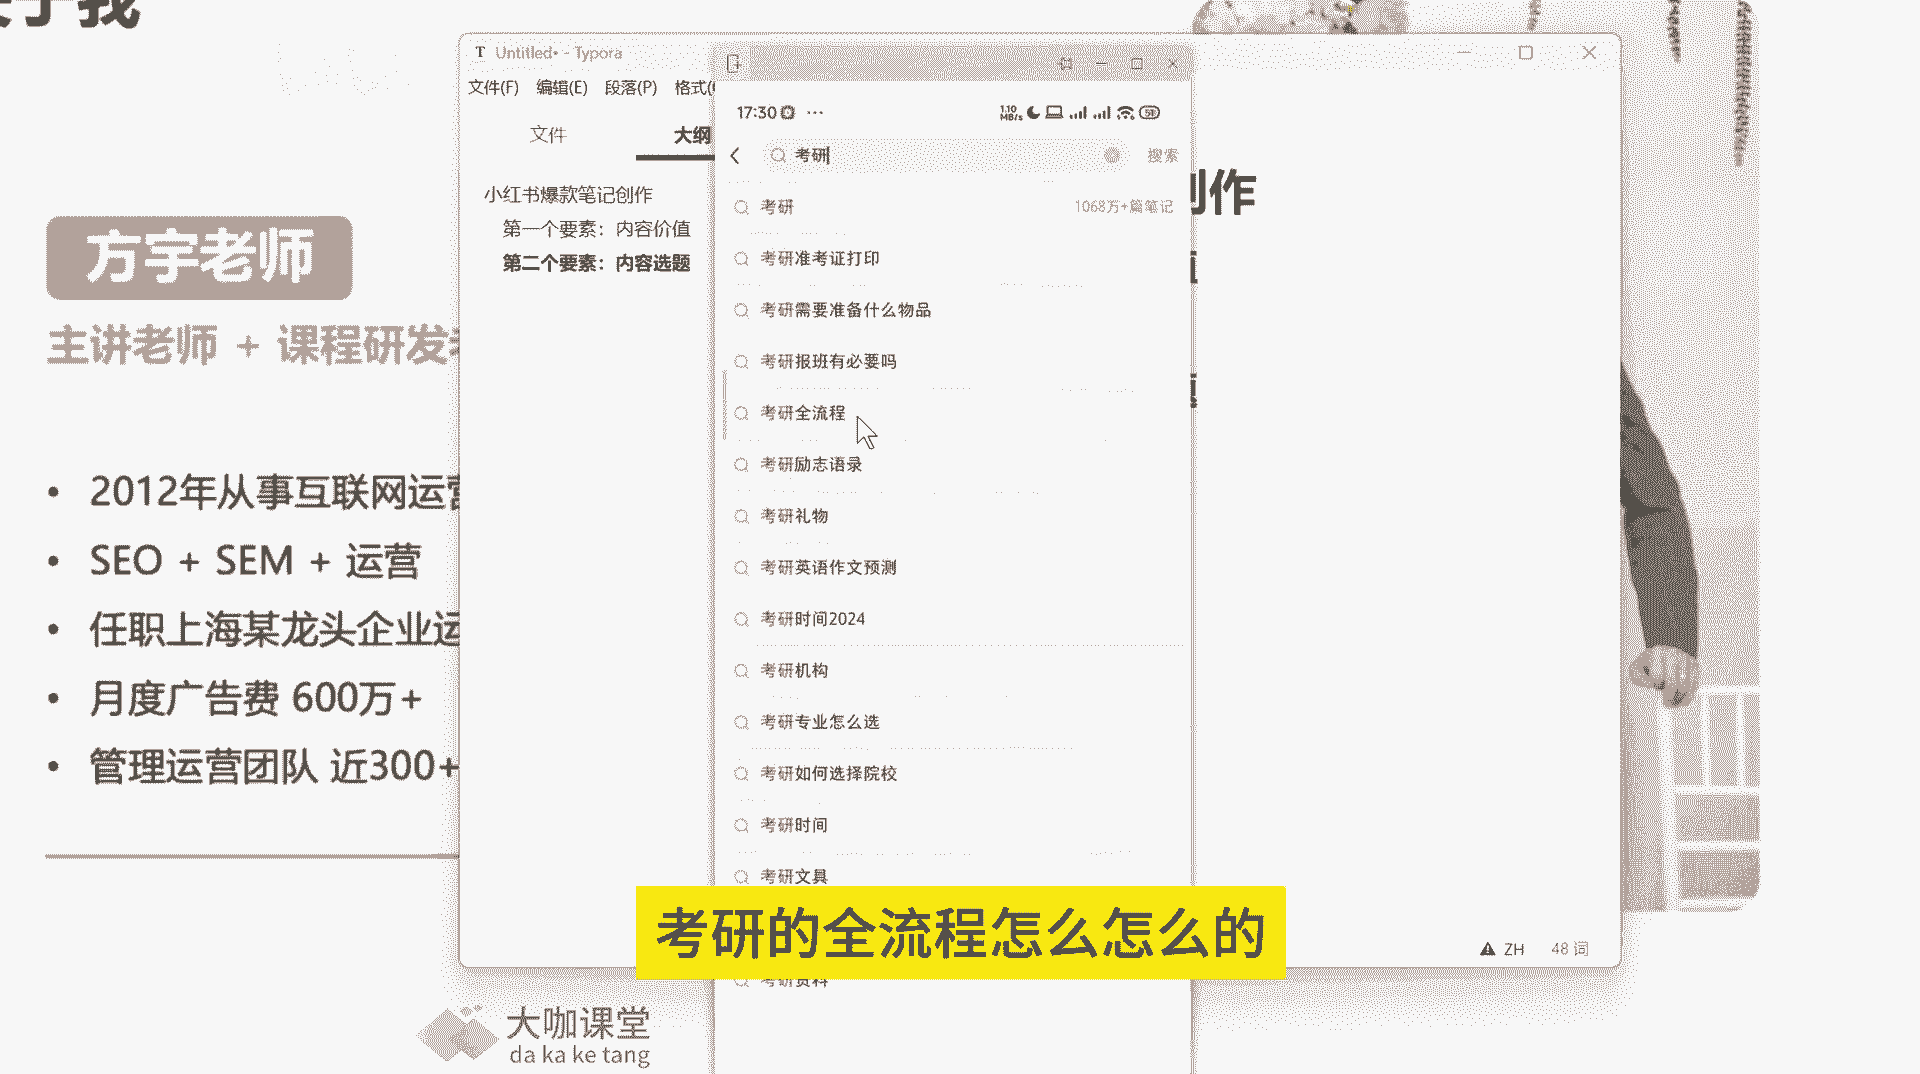 关于我
方宇老师
主讲老师 + 课程研发
2012年从事互联网运营
SEO + SEM + 运营
任职上海某龙头企业运
月度广告费 600万+
管理运营团队 近300+
大咖课堂
da ka ke tang
Untitled• - Typora
文件(F) 编辑(E) 段落(P) 格式(
文件 大纲
小红书爆款笔记创作
第一个要素：内容价值
第二个要素：内容选题
创作
ZH 48 词
17:30 ···
1.10 MB/s
考研
搜索
考研 1068万+篇笔记
考研准考证打印
考研需要准备什么物品
考研报班有必要吗
考研全流程
考研励志语录
考研礼物
考研英语作文预测
考研时间2024
考研机构
考研专业怎么选
考研如何选择院校
考研时间
考研文具
考研资料
考研的全流程怎么怎么的